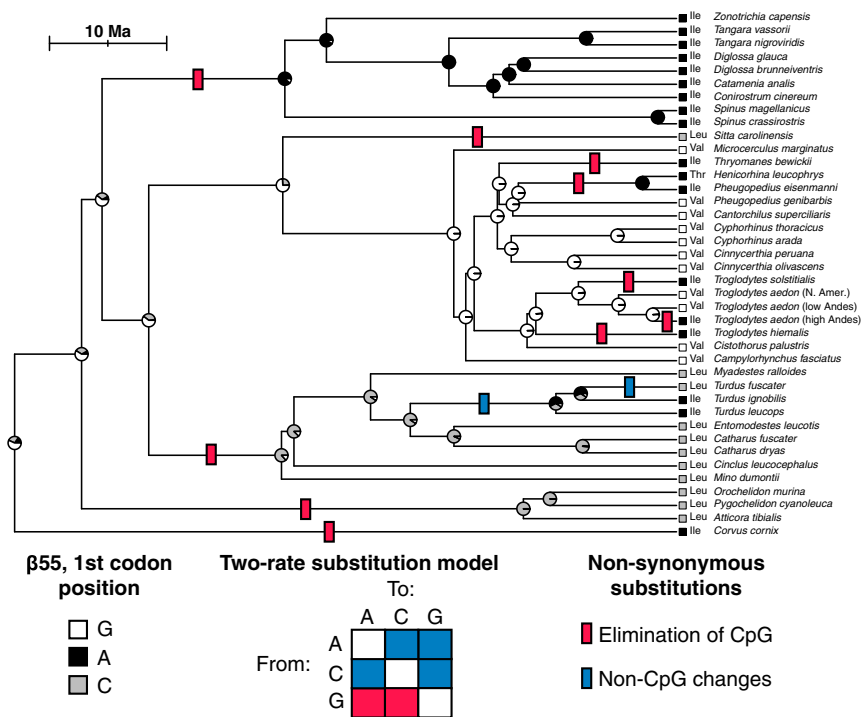 10 Ma
Ile Zonotrichia capensis
Ile Tangara vassorii
Ile Tangara nigroviridis
Ile Diglossa glauca
Ile Diglossa brunneiventris
Ile Catamenia analis
Ile Conirostrum cinereum
Ile Spinus magellanicus
Ile Spinus crassirostris
Leu Sitta carolinensis
Val Microcerculus marginatus
Ile Thryomanes bewickii
Thr Henicorhina leucophrys
Ile Pheugopedius eisenmanni
Val Pheugopedius genibarbis
Val Cantorchilus superciliaris
Val Cyphorhinus thoracicus
Val Cyphorhinus arada
Val Cinnycerthia peruana
Val Cinnycerthia olivascens
Ile Troglodytes solstitialis
Val Troglodytes aedon (N. Amer.)
Val Troglodytes aedon (low Andes)
Ile Troglodytes aedon (high Andes)
Ile Troglodytes hiemalis
Val Cistothorus palustris
Val Campylorhynchus fasciatus
Leu Myadestes ralloides
Leu Turdus fuscater
Ile Turdus ignobilis
Ile Turdus leucops
Leu Entomodestes leucotis
Leu Catharus fuscater
Leu Catharus dryas
Leu Cinclus leucocephalus
Leu Mino dumontii
Leu Orochelidon murina
Leu Pygochelidon cyanoleuca
Leu Atticora tibialis
Ile Corvus cornix
β55, 1st codon
position
G
A
C
Two-rate substitution model
To:
A C G
From:
A
C
G
Non-synonymous
substitutions
Elimination of CpG
Non-CpG changes